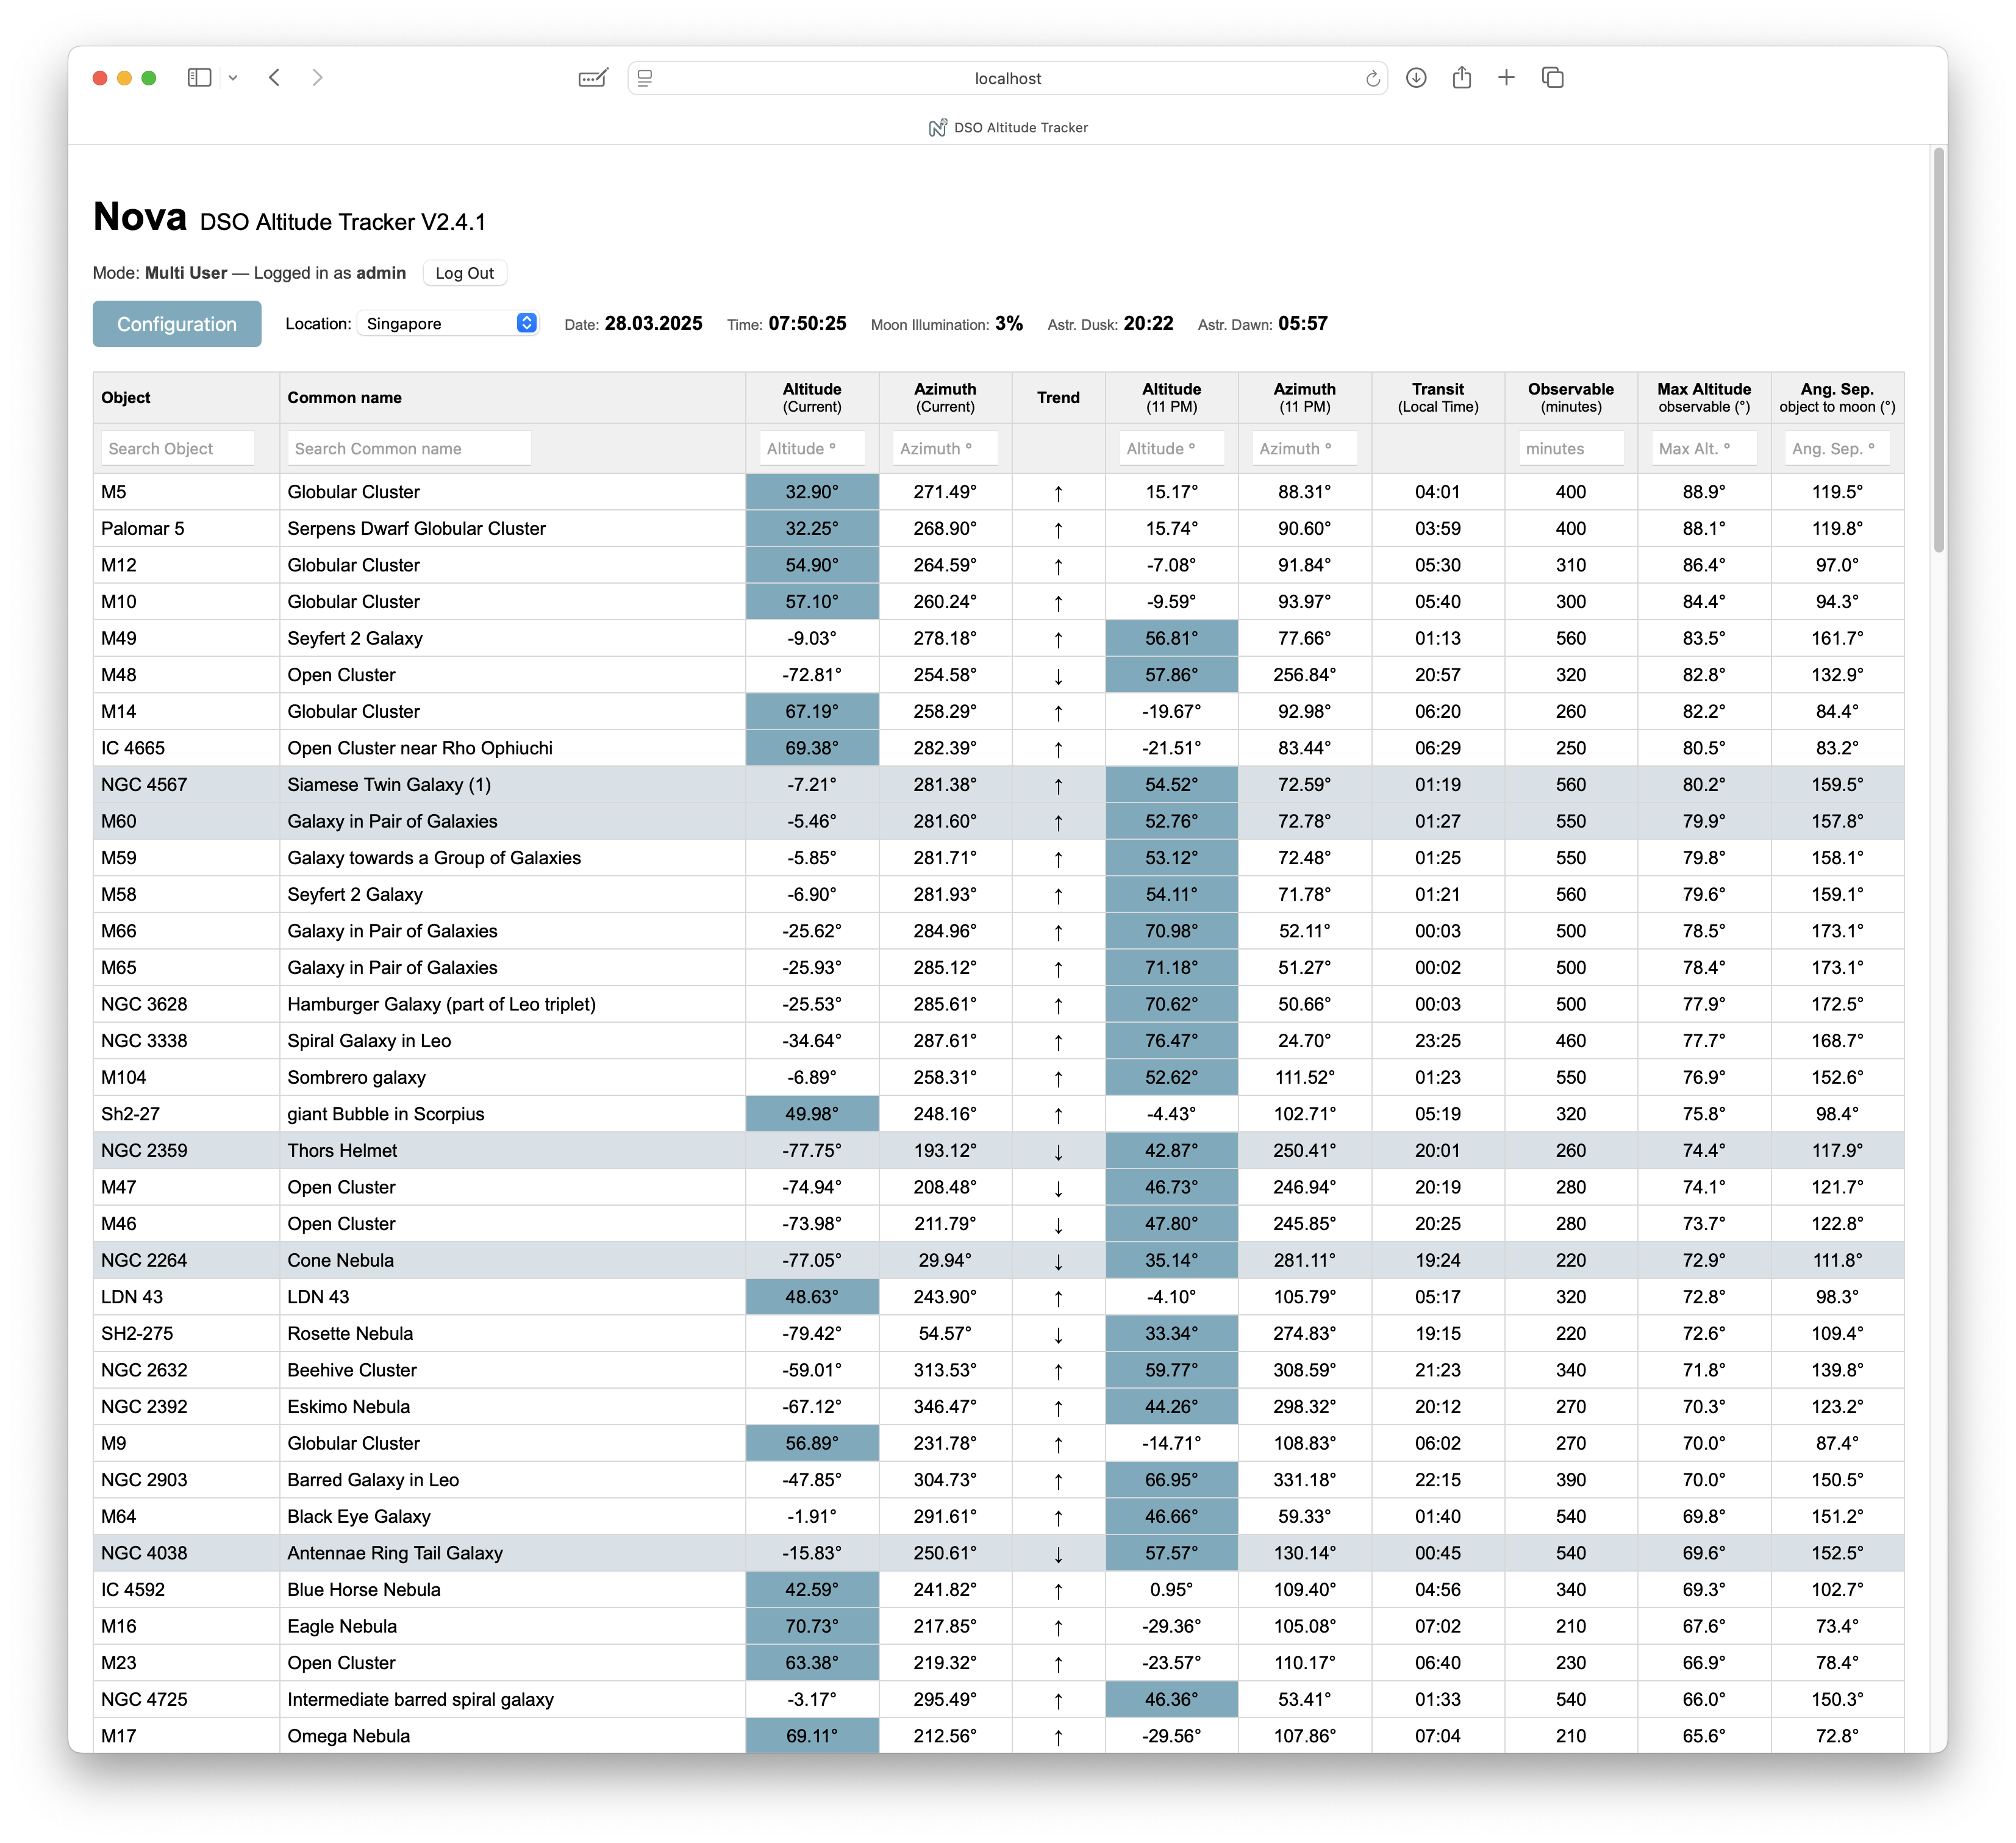 localhost
DSO Altitude Tracker
Nova DSO Altitude Tracker V2.4.1
Mode: Multi User — Logged in as admin Log Out
Configuration Location: Singapore Date: 28.03.2025 Time: 07:50:25 Moon Illumination: 3% Astr. Dusk: 20:22 Astr. Dawn: 05:57
Object Common name Altitude (Current) Azimuth (Current) Trend Altitude (11 PM) Azimuth (11 PM) Transit (Local Time) Observable (minutes) Max Altitude observable (°) Ang. Sep. object to moon (°)
Search Object Search Common name Altitude ° Azimuth ° Altitude ° Azimuth ° minutes Max Alt. ° Ang. Sep. °
M5 Globular Cluster 32.90° 271.49° ↑ 15.17° 88.31° 04:01 400 88.9° 119.5°
Palomar 5 Serpens Dwarf Globular Cluster 32.25° 268.90° ↑ 15.74° 90.60° 03:59 400 88.1° 119.8°
M12 Globular Cluster 54.90° 264.59° ↑ -7.08° 91.84° 05:30 310 86.4° 97.0°
M10 Globular Cluster 57.10° 260.24° ↑ -9.59° 93.97° 05:40 300 84.4° 94.3°
M49 Seyfert 2 Galaxy -9.03° 278.18° ↑ 56.81° 77.66° 01:13 560 83.5° 161.7°
M48 Open Cluster -72.81° 254.58° ↓ 57.86° 256.84° 20:57 320 82.8° 132.9°
M14 Globular Cluster 67.19° 258.29° ↑ -19.67° 92.98° 06:20 260 82.2° 84.4°
IC 4665 Open Cluster near Rho Ophiuchi 69.38° 282.39° ↑ -21.51° 83.44° 06:29 250 80.5° 83.2°
NGC 4567 Siamese Twin Galaxy (1) -7.21° 281.38° ↑ 54.52° 72.59° 01:19 560 80.2° 159.5°
M60 Galaxy in Pair of Galaxies -5.46° 281.60° ↑ 52.76° 72.78° 01:27 550 79.9° 157.8°
M59 Galaxy towards a Group of Galaxies -5.85° 281.71° ↑ 53.12° 72.48° 01:25 550 79.8° 158.1°
M58 Seyfert 2 Galaxy -6.90° 281.93° ↑ 54.11° 71.78° 01:21 560 79.6° 159.1°
M66 Galaxy in Pair of Galaxies -25.62° 284.96° ↑ 70.98° 52.11° 00:03 500 78.5° 173.1°
M65 Galaxy in Pair of Galaxies -25.93° 285.12° ↑ 71.18° 51.27° 00:02 500 78.4° 173.1°
NGC 3628 Hamburger Galaxy (part of Leo triplet) -25.53° 285.61° ↑ 70.62° 50.66° 00:03 500 77.9° 172.5°
NGC 3338 Spiral Galaxy in Leo -34.64° 287.61° ↑ 76.47° 24.70° 23:25 460 77.7° 168.7°
M104 Sombrero galaxy -6.89° 258.31° ↑ 52.62° 111.52° 01:23 550 76.9° 152.6°
Sh2-27 giant Bubble in Scorpius 49.98° 248.16° ↑ -4.43° 102.71° 05:19 320 75.8° 98.4°
NGC 2359 Thors Helmet -77.75° 193.12° ↓ 42.87° 250.41° 20:01 260 74.4° 117.9°
M47 Open Cluster -74.94° 208.48° ↓ 46.73° 246.94° 20:19 280 74.1° 121.7°
M46 Open Cluster -73.98° 211.79° ↓ 47.80° 245.85° 20:25 280 73.7° 122.8°
NGC 2264 Cone Nebula -77.05° 29.94° ↓ 35.14° 281.11° 19:24 220 72.9° 111.8°
LDN 43 LDN 43 48.63° 243.90° ↑ -4.10° 105.79° 05:17 320 72.8° 98.3°
SH2-275 Rosette Nebula -79.42° 54.57° ↓ 33.34° 274.83° 19:15 220 72.6° 109.4°
NGC 2632 Beehive Cluster -59.01° 313.53° ↑ 59.77° 308.59° 21:23 340 71.8° 139.8°
NGC 2392 Eskimo Nebula -67.12° 346.47° ↑ 44.26° 298.32° 20:12 270 70.3° 123.2°
M9 Globular Cluster 56.89° 231.78° ↑ -14.71° 108.83° 06:02 270 70.0° 87.4°
NGC 2903 Barred Galaxy in Leo -47.85° 304.73° ↑ 66.95° 331.18° 22:15 390 70.0° 150.5°
M64 Black Eye Galaxy -1.91° 291.61° ↑ 46.66° 59.33° 01:40 540 69.8° 151.2°
NGC 4038 Antennae Ring Tail Galaxy -15.83° 250.61° ↓ 57.57° 130.14° 00:45 540 69.6° 152.5°
IC 4592 Blue Horse Nebula 42.59° 241.82° ↑ 0.95° 109.40° 04:56 340 69.3° 102.7°
M16 Eagle Nebula 70.73° 217.85° ↑ -29.36° 105.08° 07:02 210 67.6° 73.4°
M23 Open Cluster 63.38° 219.32° ↑ -23.57° 110.17° 06:40 230 66.9° 78.4°
NGC 4725 Intermediate barred spiral galaxy -3.17° 295.49° ↑ 46.36° 53.41° 01:33 540 66.0° 150.3°
M17 Omega Nebula 69.11° 212.56° ↑ -29.56° 107.86° 07:04 210 65.6° 72.8°